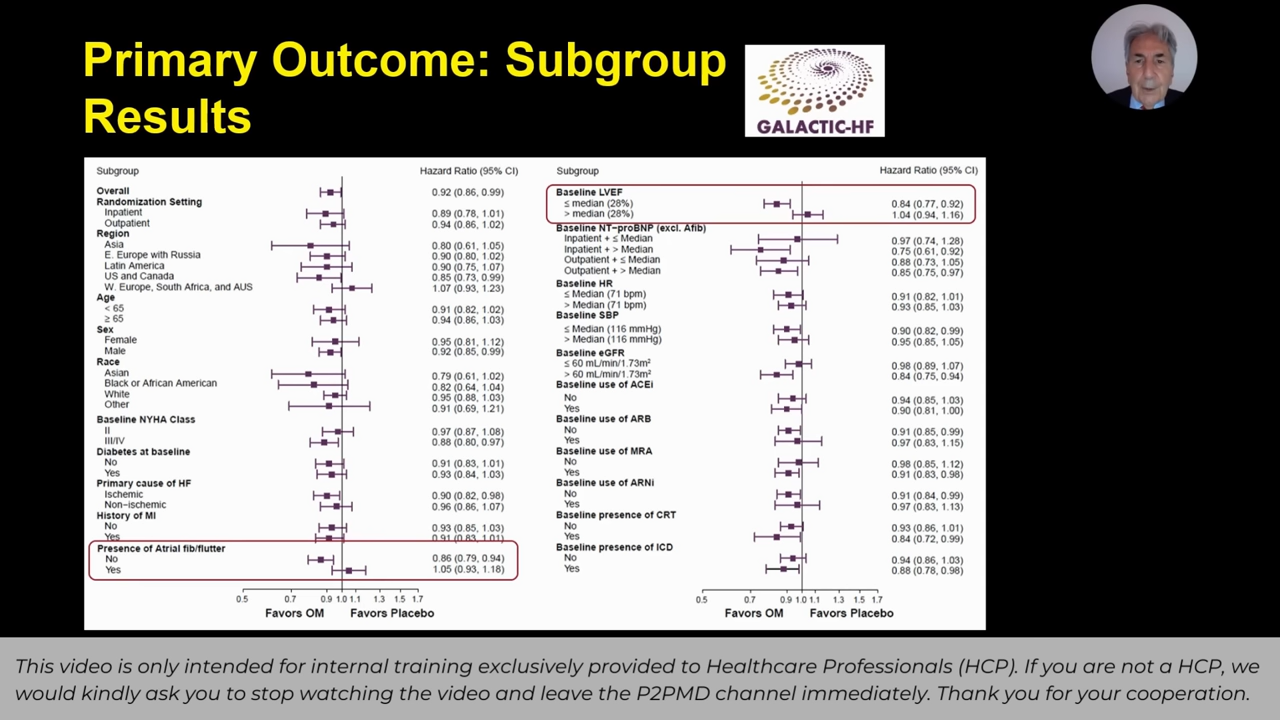 Primary Outcome: Subgroup
Results
GALACTIC-HF
Subgroup Hazard Ratio (95% CI)
Overall 0.92 (0.86, 0.99)
Randomization Setting
Inpatient 0.89 (0.78, 1.01)
Outpatient 0.94 (0.86, 1.02)
Region
Asia 0.80 (0.61, 1.05)
E. Europe with Russia 0.90 (0.80, 1.02)
Latin America 0.90 (0.75, 1.07)
US and Canada 0.85 (0.73, 0.99)
W. Europe, South Africa, and AUS 1.07 (0.93, 1.23)
Age
< 65 0.91 (0.82, 1.02)
≥ 65 0.94 (0.86, 1.03)
Sex
Female 0.95 (0.81, 1.12)
Male 0.92 (0.85, 0.99)
Race
Asian 0.79 (0.61, 1.02)
Black or African American 0.82 (0.64, 1.04)
White 0.95 (0.88, 1.03)
Other 0.91 (0.69, 1.21)
Baseline NYHA Class
II 0.97 (0.87, 1.08)
III/IV 0.88 (0.80, 0.97)
Diabetes at baseline
No 0.91 (0.83, 1.01)
Yes 0.93 (0.84, 1.03)
Primary cause of HF
Ischemic 0.90 (0.82, 0.98)
Non−ischemic 0.96 (0.86, 1.07)
History of MI
No 0.93 (0.85, 1.03)
Yes 0.91 (0.83, 1.01)
Presence of Atrial fib/flutter
No 0.86 (0.79, 0.94)
Yes 1.05 (0.93, 1.18)
0.5 0.7 0.9 1.0 1.1 1.3 1.5 1.7
Favors OM Favors Placebo
Subgroup Hazard Ratio (95% CI)
Baseline LVEF
≤ median (28%) 0.84 (0.77, 0.92)
> median (28%) 1.04 (0.94, 1.16)
Baseline NT−proBNP (excl. Afib)
Inpatient + ≤ Median 0.97 (0.74, 1.28)
Inpatient + > Median 0.75 (0.61, 0.92)
Outpatient + ≤ Median 0.88 (0.73, 1.05)
Outpatient + > Median 0.85 (0.75, 0.97)
Baseline HR
≤ Median (71 bpm) 0.91 (0.82, 1.01)
> Median (71 bpm) 0.93 (0.85, 1.03)
Baseline SBP
≤ Median (116 mmHg) 0.90 (0.82, 0.99)
> Median (116 mmHg) 0.95 (0.85, 1.05)
Baseline eGFR
≤ 60 mL/min/1.73m² 0.98 (0.89, 1.07)
> 60 mL/min/1.73m² 0.84 (0.75, 0.94)
Baseline use of ACEi
No 0.94 (0.85, 1.03)
Yes 0.90 (0.81, 1.00)
Baseline use of ARB
No 0.91 (0.85, 0.99)
Yes 0.97 (0.83, 1.15)
Baseline use of MRA
No 0.98 (0.85, 1.12)
Yes 0.91 (0.83, 0.98)
Baseline use of ARNi
No 0.91 (0.84, 0.99)
Yes 0.97 (0.83, 1.13)
Baseline presence of CRT
No 0.93 (0.86, 1.01)
Yes 0.84 (0.72, 0.99)
Baseline presence of ICD
No 0.94 (0.86, 1.03)
Yes 0.88 (0.78, 0.98)
0.5 0.7 0.9 1.0 1.1 1.3 1.5 1.7
Favors OM Favors Placebo
This video is only intended for internal training exclusively provided to Healthcare Professionals (HCP). If you are not a HCP, we
would kindly ask you to stop watching the video and leave the P2PMD channel immediately. Thank you for your cooperation.